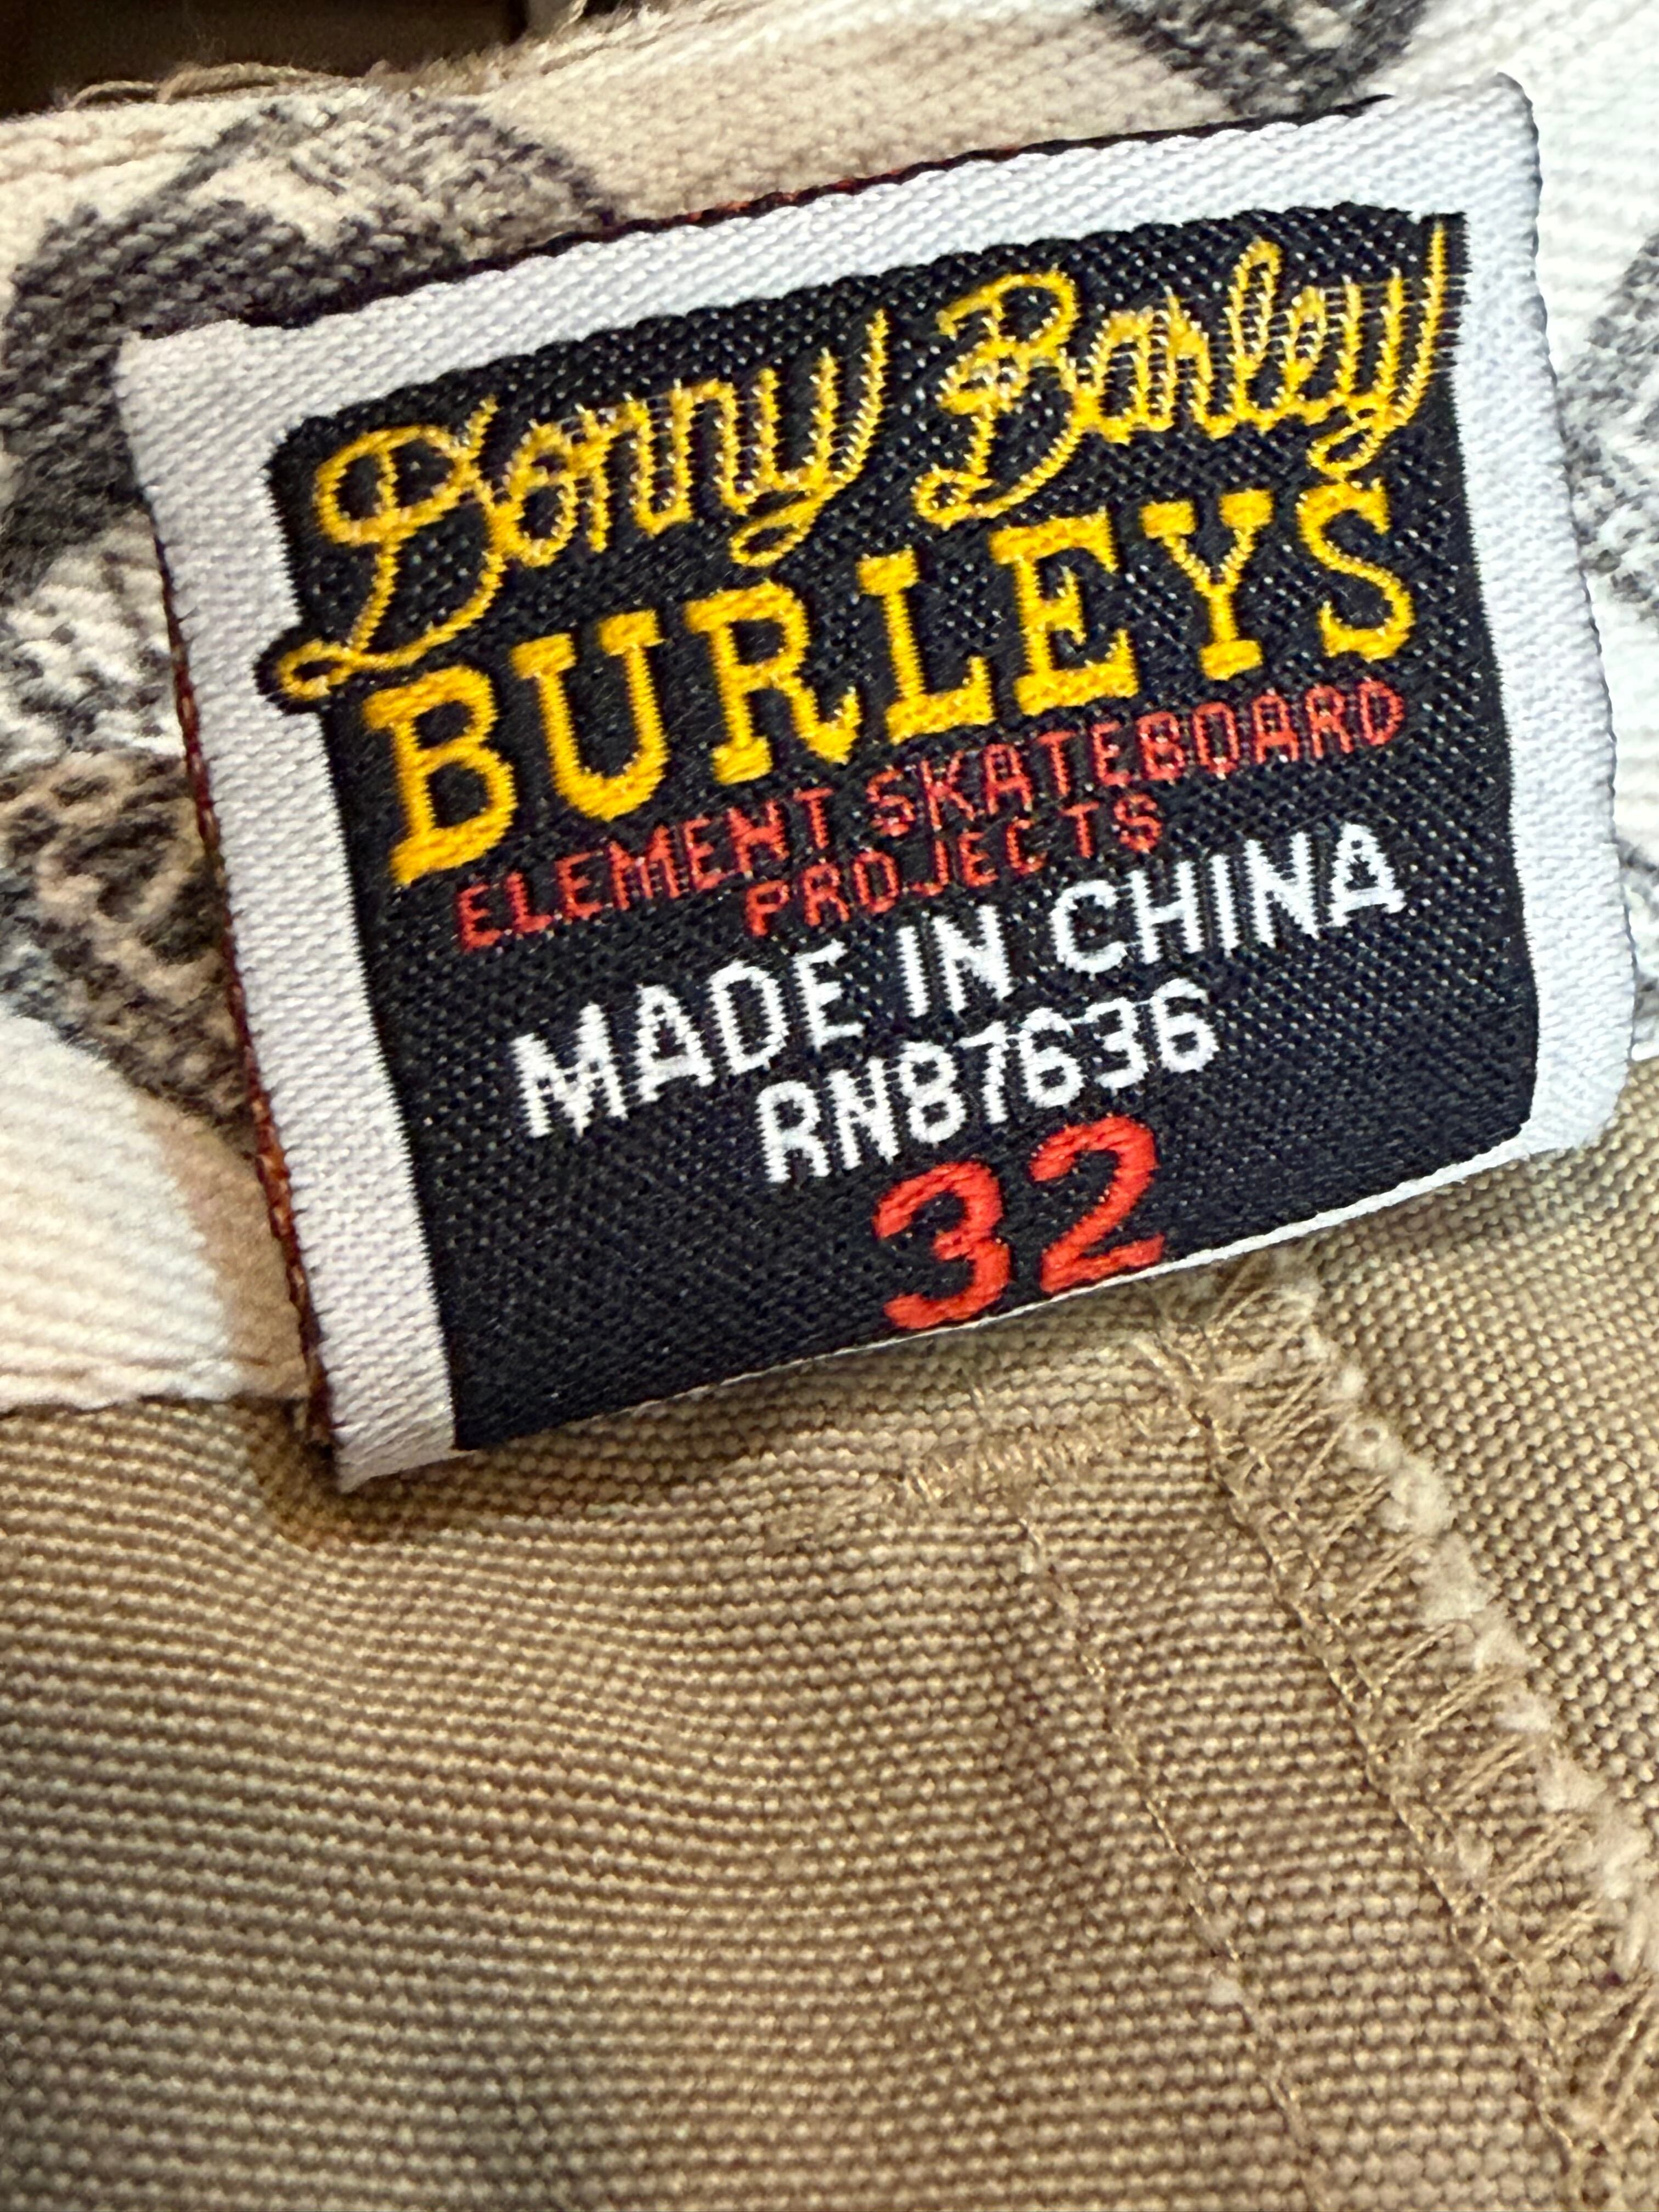 Donny Barley
BURLEYS
ELEMENT SKATEBOARD
PROJECTS
MADE IN CHINA
RN87636
32